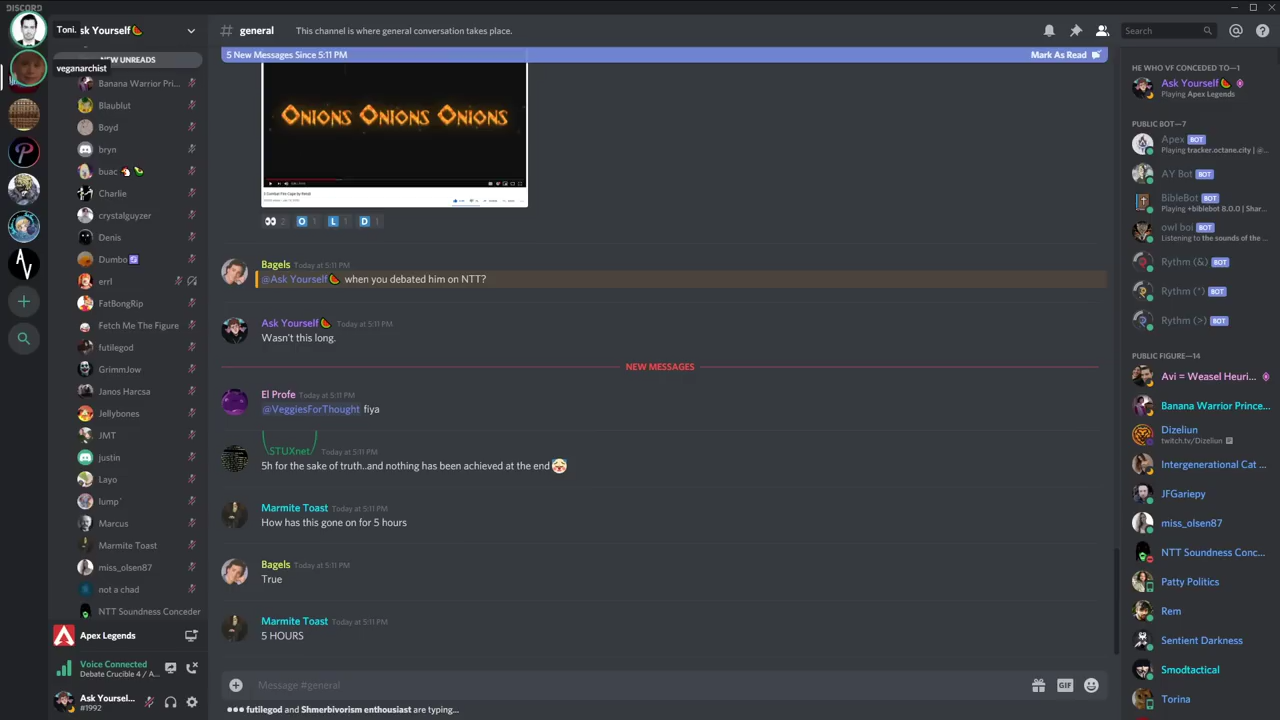 DISCORD
Toni.
sk Yourself🍉
NEW UNREADS
veganarchist
Banana Warrior Pri...
Blaublut
Boyd
bryn
buac
Charlie
crystalguyzer
Denis
Dumbo
errl
FatBongRip
Fetch Me The Figure
futilegod
GrimmJow
Janos Harcsa
Jellybones
JMT
justin
Layo
lump´
Marcus
Marmite Toast
miss_olsen87
not a chad
NTT Soundness Conceder
Apex Legends
Voice Connected
Debate Crucible 4 / A...
Ask Yoursel...
#1992
# general
This channel is where general conversation takes place.
Search
5 New Messages Since 5:11 PM
Mark As Read
ONIONS ONIONS ONIONS
👀 2 O 1 L 1 D 1
Bagels Today at 5:11 PM
@Ask Yourself🍉 when you debated him on NTT?
Ask Yourself🍉 Today at 5:11 PM
Wasn't this long.
NEW MESSAGES
El Profe Today at 5:11 PM
@VeggiesForThought fiya
STUXnet Today at 5:11 PM
5h for the sake of truth..and nothing has been achieved at the end
Marmite Toast Today at 5:11 PM
How has this gone on for 5 hours
Bagels Today at 5:11 PM
True
Marmite Toast Today at 5:11 PM
5 HOURS
Message #general
GIF
futilegod and Shmerbivorism enthusiast are typing...
HE WHO VF CONCEDED TO—1
Ask Yourself🍉
Playing Apex Legends
PUBLIC BOT—7
Apex BOT
Playing tracker.octane.city | @...
AY Bot BOT
BibleBot BOT
Playing +biblebot 8.0.0 | Shar...
owl boi BOT
Listening to the sounds of the ...
Rythm (&) BOT
Rythm (*) BOT
Rythm (>) BOT
PUBLIC FIGURE—14
Avi = Weasel Heuri...
Banana Warrior Prince...
Dizeliun
twitch.tv/Dizeliun
Intergenerational Cat ...
JFGariepy
miss_olsen87
NTT Soundness Conc...
Patty Politics
Rem
Sentient Darkness
Smodtactical
Torina